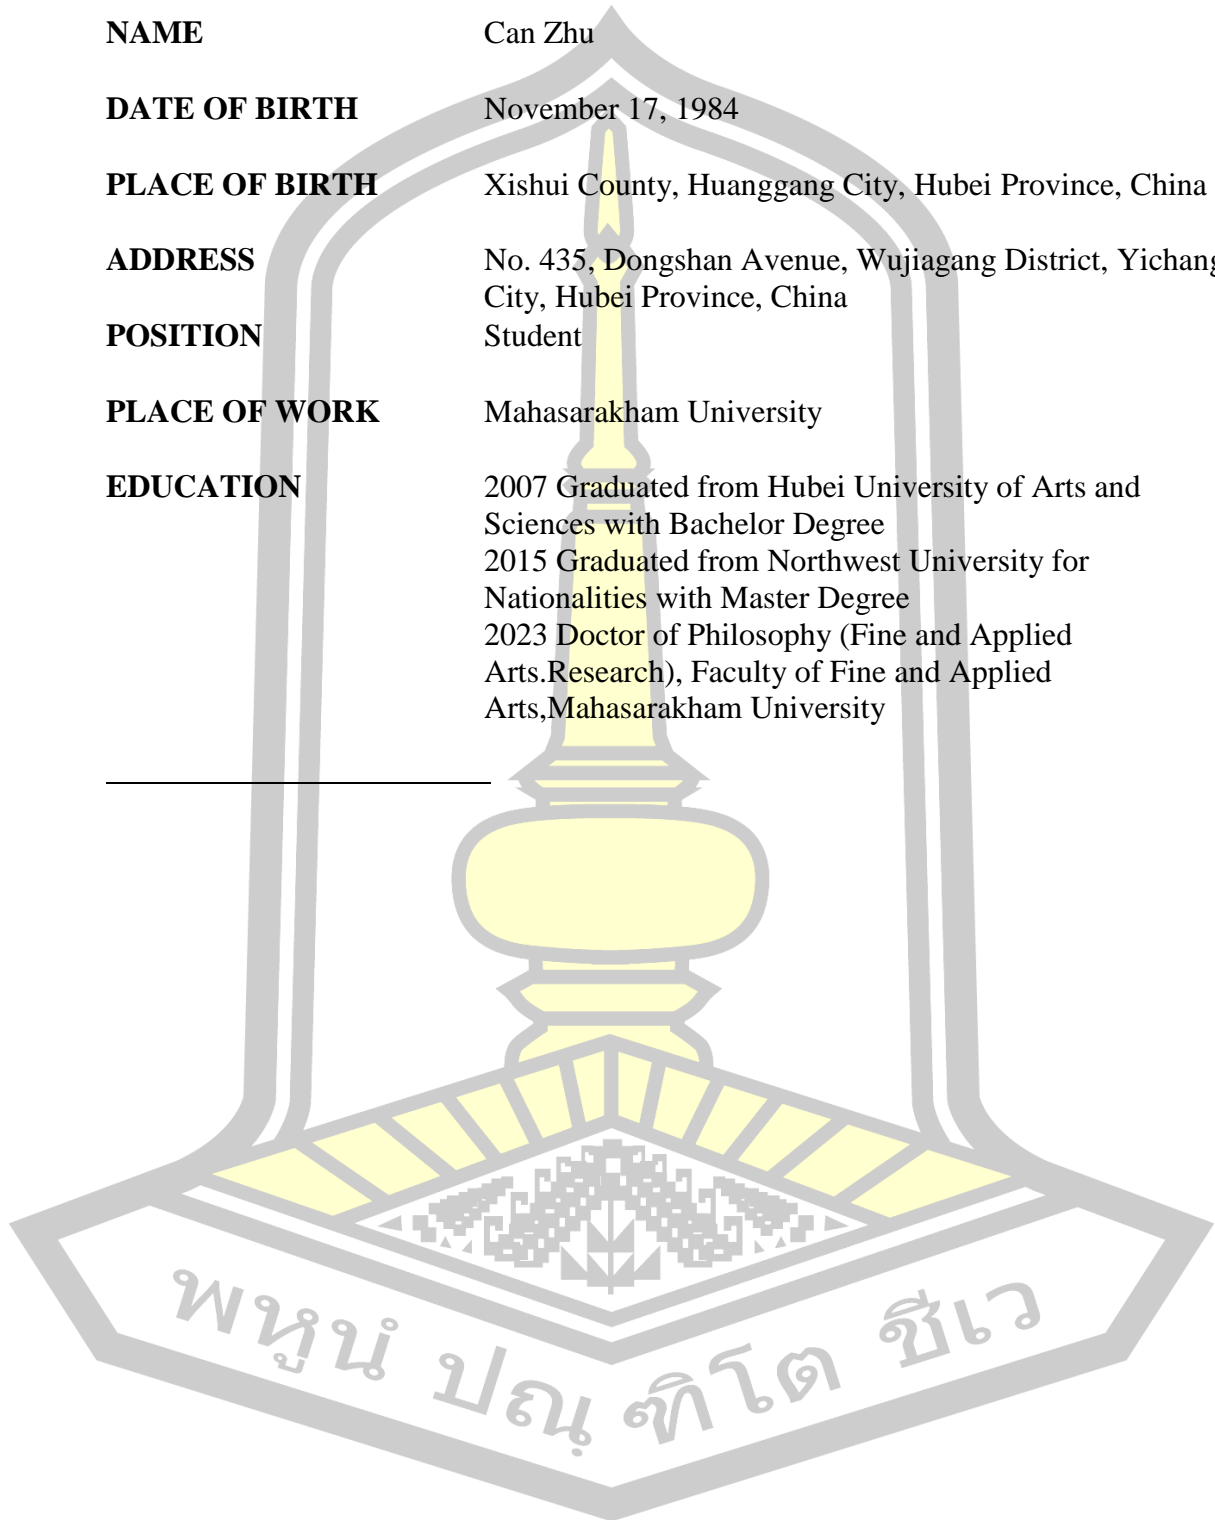 NAME Can Zhu
DATE OF BIRTH November 17, 1984
PLACE OF BIRTH Xishui County, Huanggang City, Hubei Province, China
ADDRESS No. 435, Dongshan Avenue, Wujiagang District, Yichang
City, Hubei Province, China
POSITION Student
PLACE OF WORK Mahasarakham University
EDUCATION 2007 Graduated from Hubei University of Arts and
Sciences with Bachelor Degree
2015 Graduated from Northwest University for
Nationalities with Master Degree
2023 Doctor of Philosophy (Fine and Applied
Arts.Research), Faculty of Fine and Applied
Arts,Mahasarakham University
พหูนํ ปณฺฑิโต ชีเว